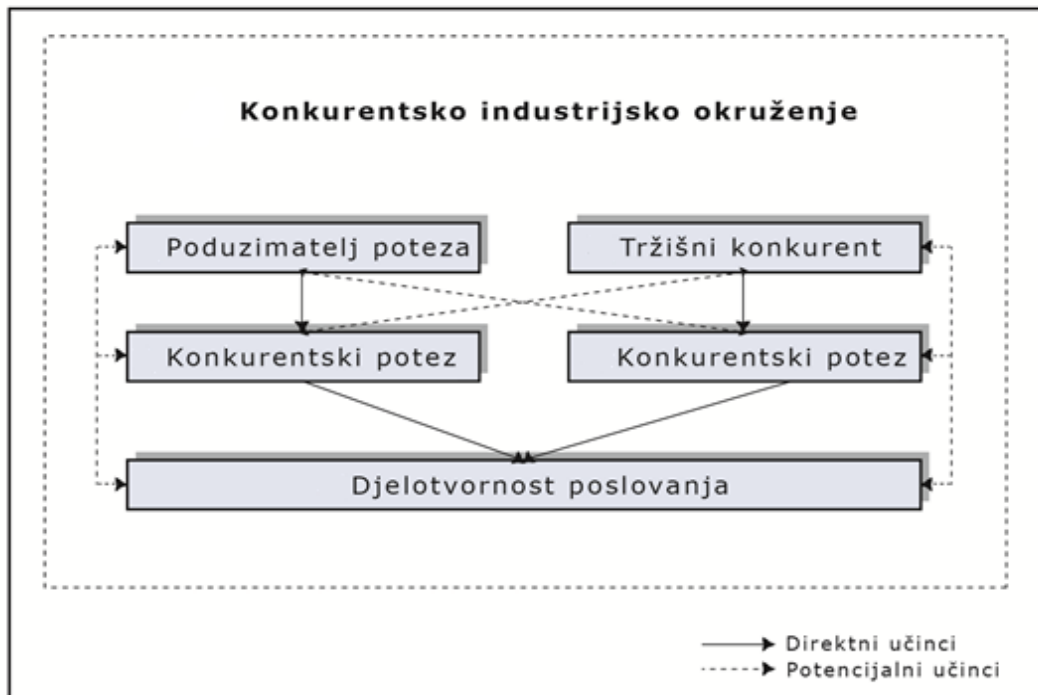 Konkurentsko industrijsko okruženje
Poduzimatelj poteza
Tržišni konkurent
Konkurentski potez
Konkurentski potez
Djelotvornost poslovanja
Direktni učinci
Potencijalni učinci